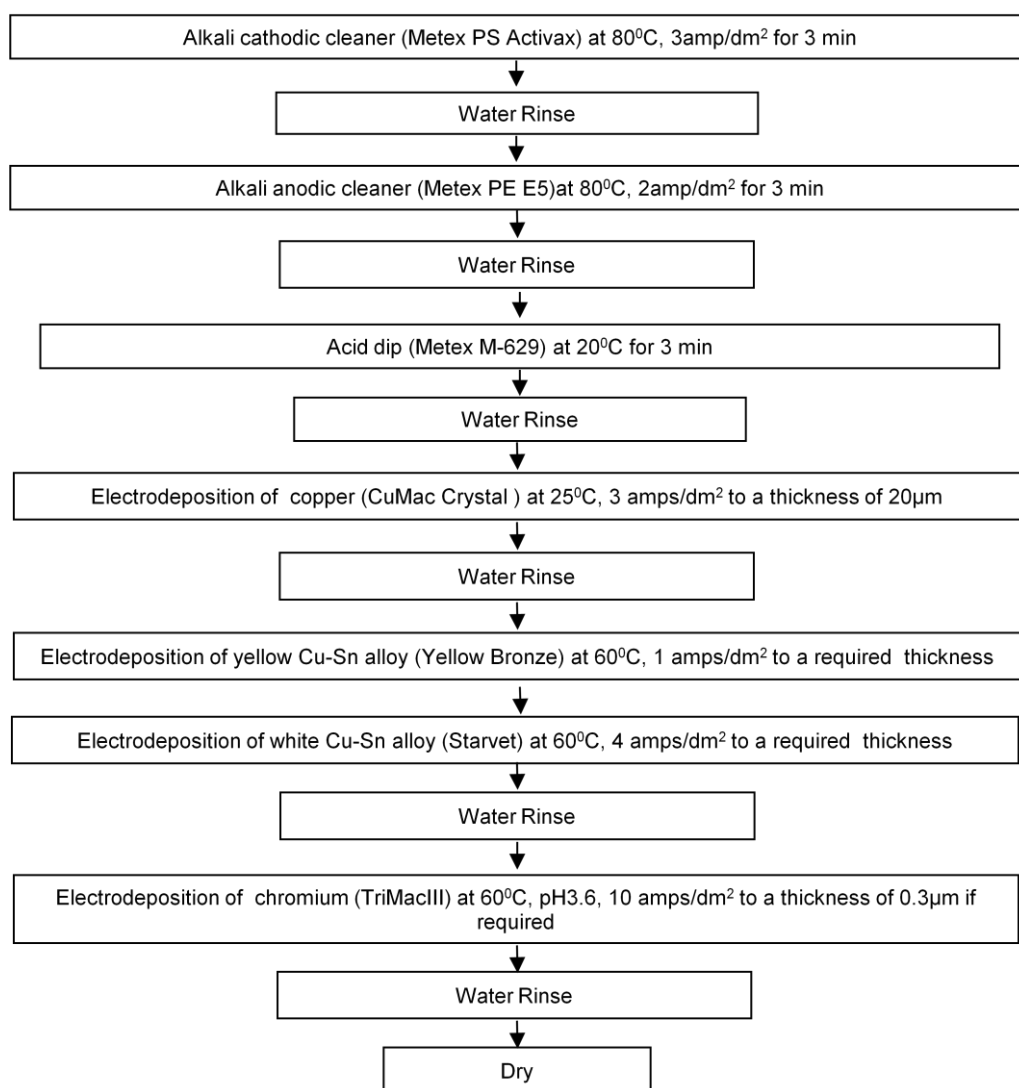 Alkali cathodic cleaner (Metex PS Activax) at 80⁰C, 3amp/dm² for 3 min
Water Rinse
Alkali anodic cleaner (Metex PE E5)at 80⁰C, 2amp/dm² for 3 min
Water Rinse
Acid dip (Metex M-629) at 20⁰C for 3 min
Water Rinse
Electrodeposition of copper (CuMac Crystal ) at 25⁰C, 3 amps/dm² to a thickness of 20µm
Water Rinse
Electrodeposition of yellow Cu-Sn alloy (Yellow Bronze) at 60⁰C, 1 amps/dm² to a required thickness
Electrodeposition of white Cu-Sn alloy (Starvet) at 60⁰C, 4 amps/dm² to a required thickness
Water Rinse
Electrodeposition of chromium (TriMacIII) at 60⁰C, pH3.6, 10 amps/dm² to a thickness of 0.3µm if
required
Water Rinse
Dry